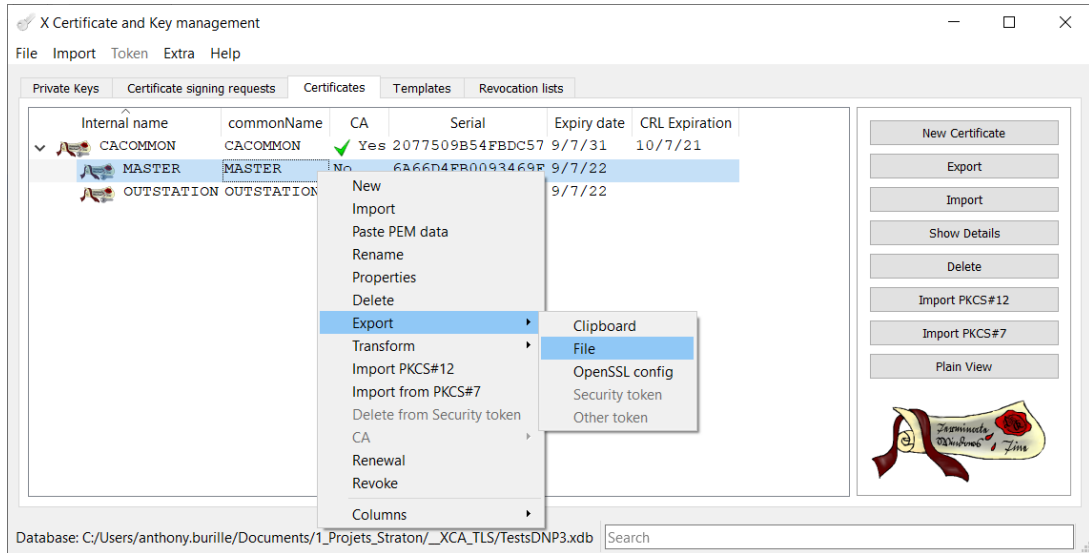 X Certificate and Key management
File Import Token Extra Help
Private Keys Certificate signing requests Certificates Templates Revocation lists
Internal name commonName CA Serial Expiry date CRL Expiration
CACOMMON CACOMMON Yes 2077509B54FBDC57 9/7/31 10/7/21
MASTER MASTER No 6A66D4FB0093469F 9/7/22
OUTSTATION OUTSTATION 9/7/22
New
Import
Paste PEM data
Rename
Properties
Delete
Export
Transform
Import PKCS#12
Import from PKCS#7
Delete from Security token
CA
Renewal
Revoke
Columns
Clipboard
File
OpenSSL config
Security token
Other token
New Certificate
Export
Import
Show Details
Delete
Import PKCS#12
Import PKCS#7
Plain View
Database: C:/Users/anthony.burille/Documents/1_Projets_Straton/__XCA_TLS/TestsDNP3.xdb Search